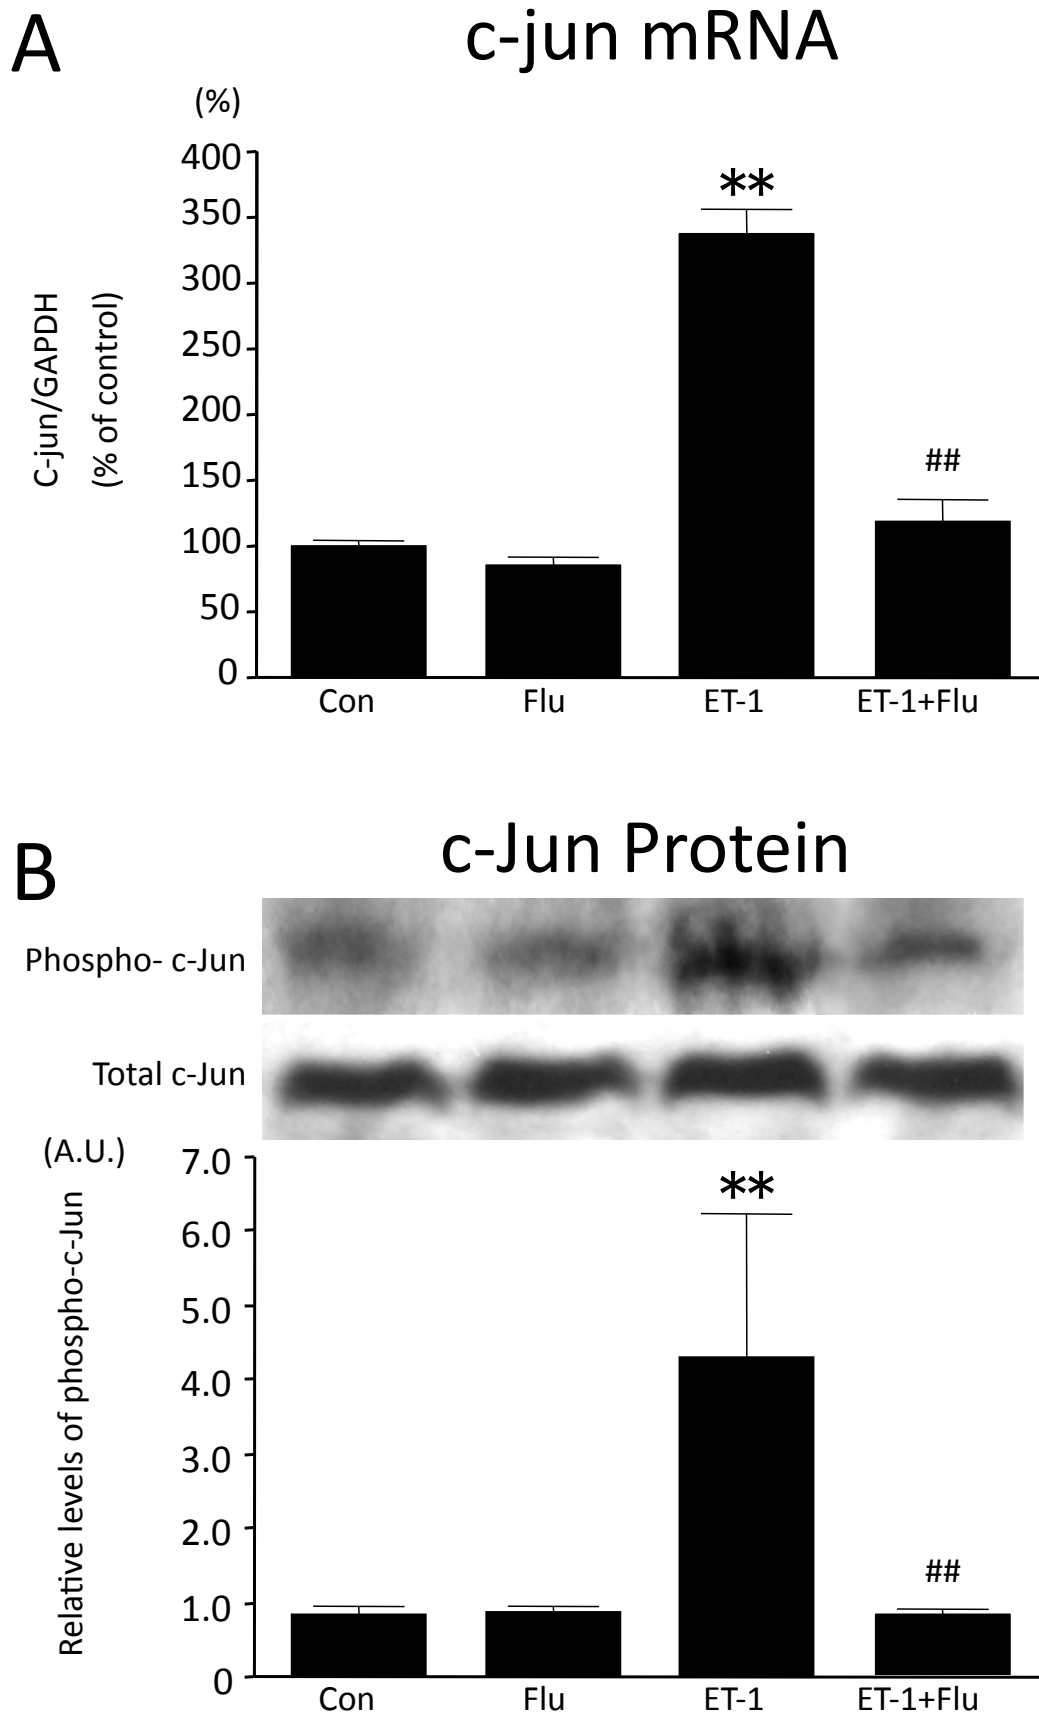 A
c-jun mRNA
(%)
400
350
300
250
200
150
100
50
0
C-jun/GAPDH
(% of control)
**
##
Con Flu ET-1 ET-1+Flu
B
c-Jun Protein
Phospho- c-Jun
Total c-Jun
(A.U.)
7.0
6.0
5.0
4.0
3.0
2.0
1.0
0
Relative levels of phospho-c-Jun
**
##
Con Flu ET-1 ET-1+Flu